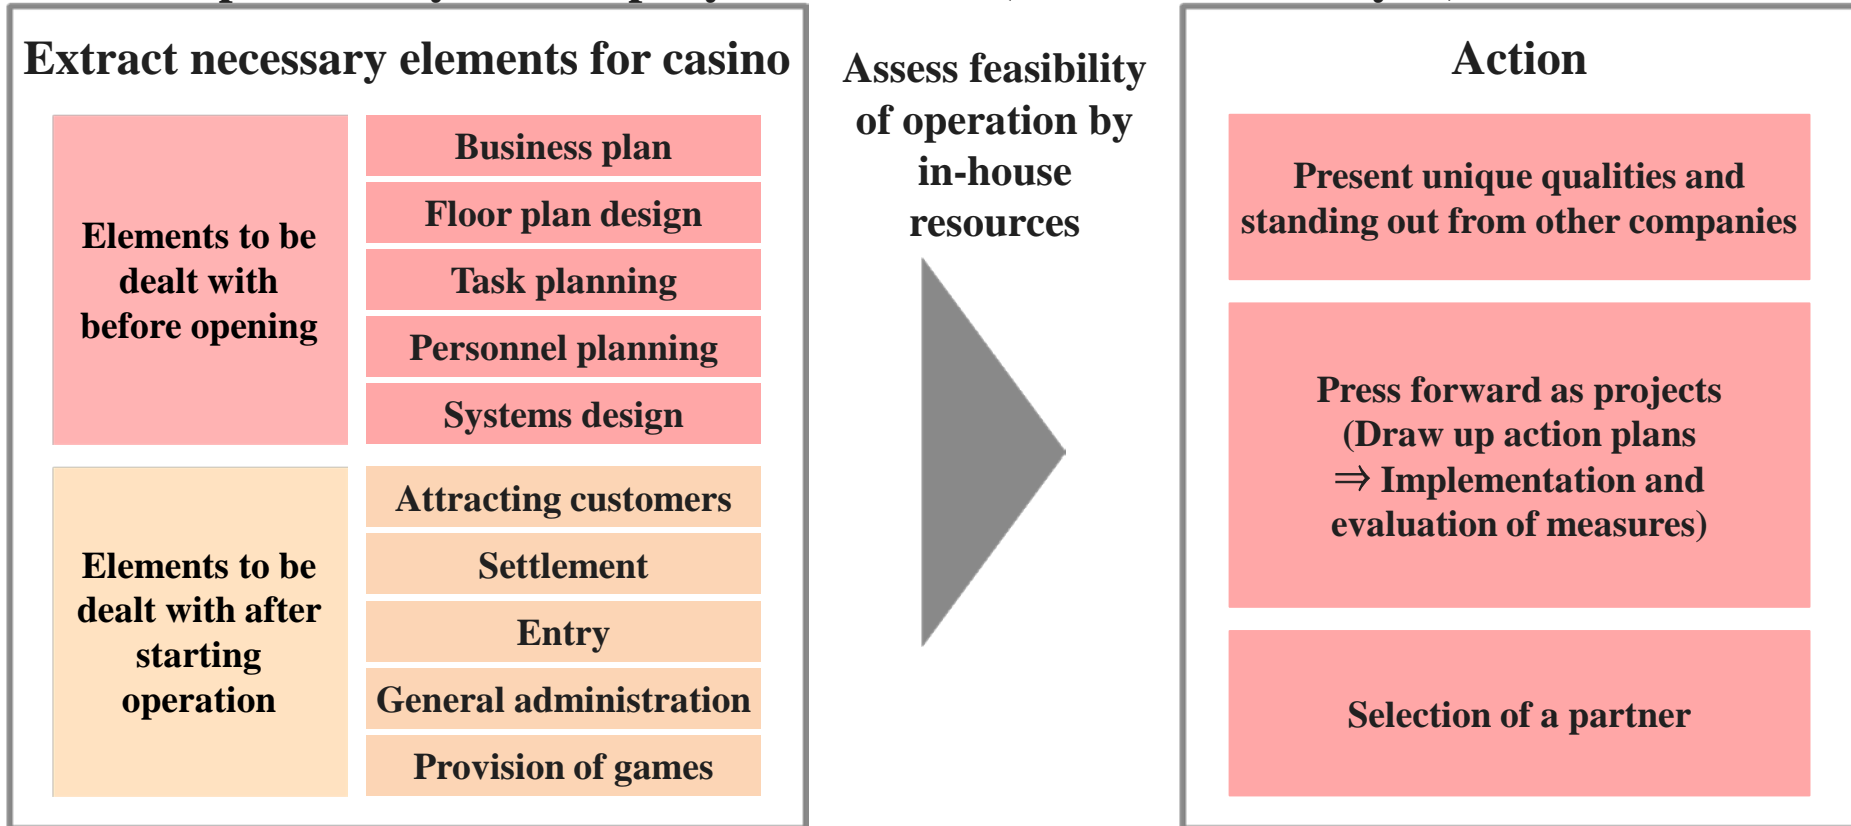 Extract necessary elements for casino
Elements to be
dealt with
before opening
Business plan
Floor plan design
Task planning
Personnel planning
Systems design
Elements to be
dealt with after
starting
operation
Attracting customers
Settlement
Entry
General administration
Provision of games
Assess feasibility
of operation by
in-house
resources
Action
Present unique qualities and
standing out from other companies
Press forward as projects
(Draw up action plans
⇒ Implementation and
evaluation of measures)
Selection of a partner